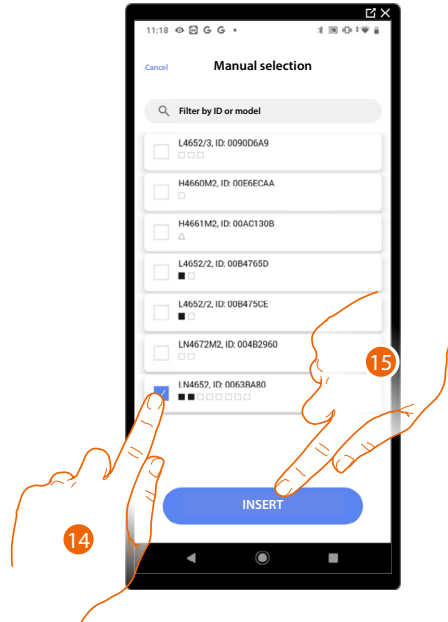 11:18 G G
Cancel Manual selection
Filter by ID or model
L4652/3, ID: 0090D6A9
H4660M2, ID: 00E6ECAA
H4661M2, ID: 00AC130B
L4652/2, ID: 00B4765D
L4652/2, ID: 00B475CE
LN4672M2, ID: 004B2960
15
LN4652, ID: 0063BA80
INSERT
14